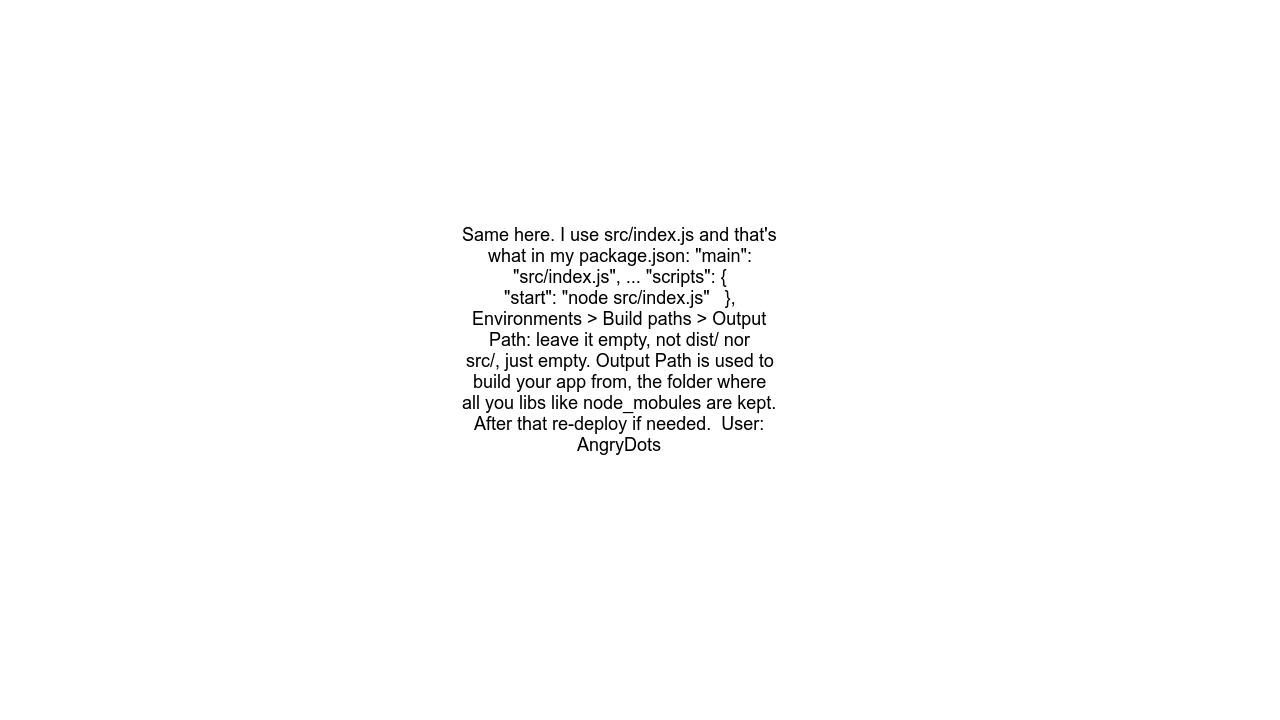 Same here. I use src/index.js and that's
what in my package.json: "main":
"src/index.js", ... "scripts": {
"start": "node src/index.js"   },
Environments > Build paths > Output
Path: leave it empty, not dist/ nor
src/, just empty. Output Path is used to
build your app from, the folder where
all you libs like node_mobules are kept.
After that re-deploy if needed.  User:
AngryDots